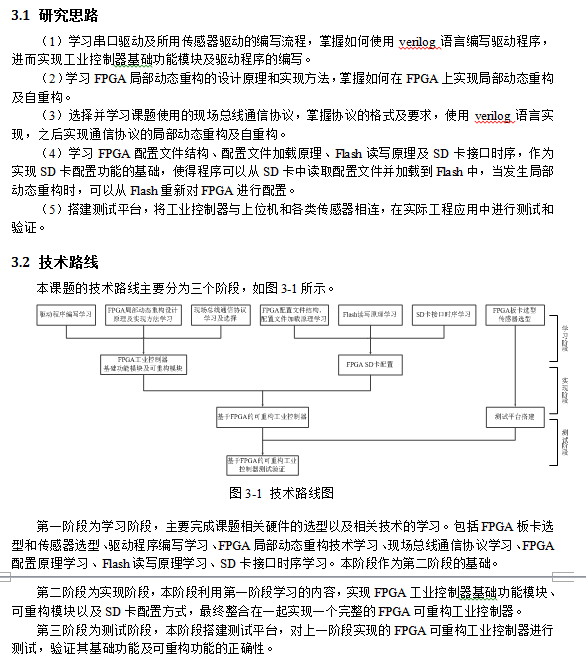 3.1 研究思路
（1）学习串口驱动及所用传感器驱动的编写流程，掌握如何使用 verilog 语言编写驱动程序，
进而实现工业控制器基础功能模块及驱动程序的编写。
（2）学习 FPGA 局部动态重构的设计原理和实现方法，掌握如何在 FPGA 上实现局部动态重构
及自重构。
（3）选择并学习课题使用的现场总线通信协议，掌握协议的格式及要求，使用 verilog 语言实
现，之后实现通信协议的局部动态重构及自重构。
（4）学习 FPGA 配置文件结构、配置文件加载原理、Flash 读写原理及 SD 卡接口时序，作为
实现 SD 卡配置功能的基础，使得程序可以从 SD 卡中读取配置文件并加载到 Flash 中，当发生局部
动态重构时，可以从 Flash 重新对 FPGA 进行配置。
（5）搭建测试平台，将工业控制器与上位机和各类传感器相连，在实际工程应用中进行测试和
验证。
3.2 技术路线
本课题的技术路线主要分为三个阶段，如图 3-1 所示。
驱动程序编写学习
FPGA局部动态重构设计
原理及实现方法学习
现场总线通信协议
学习及选择
FPGA配置文件结构，
配置文件加载原理学习
Flash读写原理学习
SD卡接口时序学习
FPGA板卡选型
传感器选型
学习阶段
FPGA工业控制器
基础功能模块及可重构模块
FPGA SD卡配置
实现阶段
基于FPGA的可重构工业控制器
测试平台搭建
测试阶段
基于FPGA的可重构工业
控制器测试验证
图 3-1 技术路线图
第一阶段为学习阶段，主要完成课题相关硬件的选型以及相关技术的学习。包括 FPGA 板卡选
型和传感器选型、驱动程序编写学习、FPGA 局部动态重构技术学习、现场总线通信协议学习、FPGA
配置原理学习、Flash 读写原理学习、SD 卡接口时序学习。本阶段作为第二阶段的基础。
第二阶段为实现阶段，本阶段利用第一阶段学习的内容，实现 FPGA 工业控制器基础功能模块、
可重构模块以及 SD 卡配置方式，最终整合在一起实现一个完整的 FPGA 可重构工业控制器。
第三阶段为测试阶段，本阶段搭建测试平台，对上一阶段实现的 FPGA 可重构工业控制器进行
测试，验证其基础功能及可重构功能的正确性。